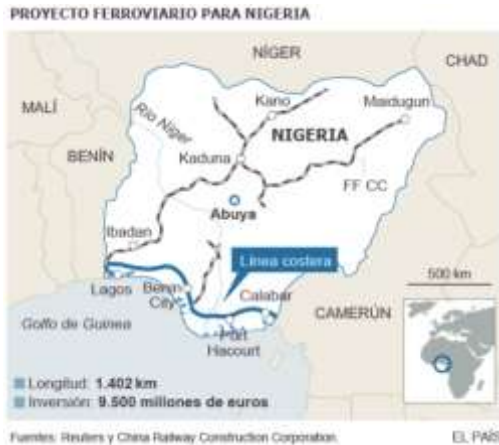 PROYECTO FERROVIARIO PARA NIGERIA
NÍGER
CHAD
MALÍ
Kano
Maidugun
Río Níger
NIGERIA
BENÍN
Kaduna
FF CC
Abuya
Ibadan
Línea costera
500 km
Lagos
Benin
City
Calabar
CAMERÚN
Golfo de Guinea
Port
Hacourt
Longitud: 1.402 km
Inversión: 9.500 millones de euros
Fuentes: Reuters y China Railway Construction Corporation.
EL PAÍS